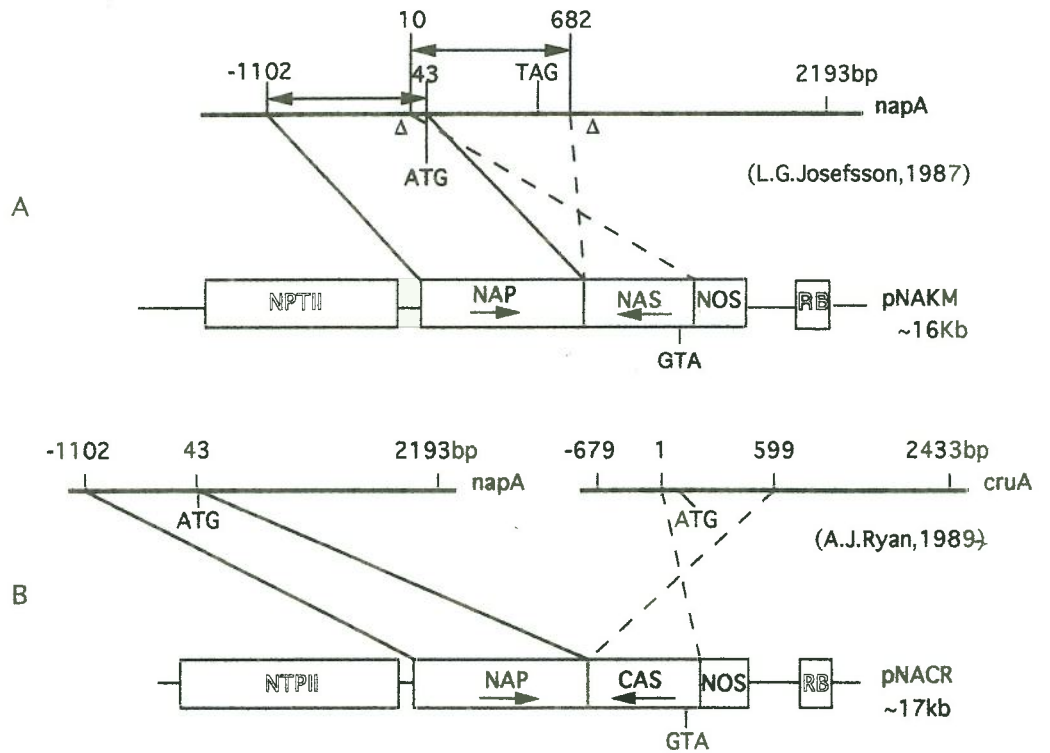 10 682
-1102 43 TAG 2193bp
napA
Δ Δ
ATG
(L.G.Josefsson,1987)
A
NPTII NAP NAS NOS RB pNAKM
~16Kb
GTA
-1102 43 2193bp -679 1 599 2433bp
napA cruA
ATG ATG
(A.J.Ryan,1989)
B
NTPII NAP CAS NOS RB pNACR
~17kb
GTA